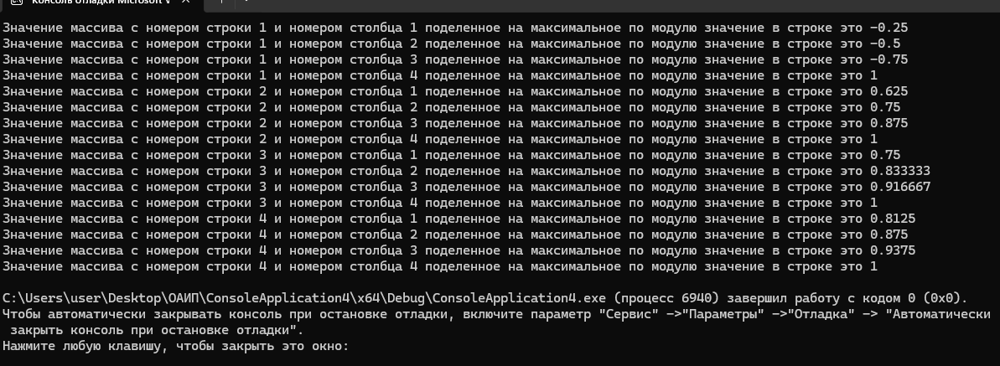 Консоль отладки Microsoft V
Значение массива с номером строки 1 и номером столбца 1 поделенное на максимальное по модулю значение в строке это -0.25
Значение массива с номером строки 1 и номером столбца 2 поделенное на максимальное по модулю значение в строке это -0.5
Значение массива с номером строки 1 и номером столбца 3 поделенное на максимальное по модулю значение в строке это -0.75
Значение массива с номером строки 1 и номером столбца 4 поделенное на максимальное по модулю значение в строке это 1
Значение массива с номером строки 2 и номером столбца 1 поделенное на максимальное по модулю значение в строке это 0.625
Значение массива с номером строки 2 и номером столбца 2 поделенное на максимальное по модулю значение в строке это 0.75
Значение массива с номером строки 2 и номером столбца 3 поделенное на максимальное по модулю значение в строке это 0.875
Значение массива с номером строки 2 и номером столбца 4 поделенное на максимальное по модулю значение в строке это 1
Значение массива с номером строки 3 и номером столбца 1 поделенное на максимальное по модулю значение в строке это 0.75
Значение массива с номером строки 3 и номером столбца 2 поделенное на максимальное по модулю значение в строке это 0.833333
Значение массива с номером строки 3 и номером столбца 3 поделенное на максимальное по модулю значение в строке это 0.916667
Значение массива с номером строки 3 и номером столбца 4 поделенное на максимальное по модулю значение в строке это 1
Значение массива с номером строки 4 и номером столбца 1 поделенное на максимальное по модулю значение в строке это 0.8125
Значение массива с номером строки 4 и номером столбца 2 поделенное на максимальное по модулю значение в строке это 0.875
Значение массива с номером строки 4 и номером столбца 3 поделенное на максимальное по модулю значение в строке это 0.9375
Значение массива с номером строки 4 и номером столбца 4 поделенное на максимальное по модулю значение в строке это 1
C:\Users\user\Desktop\ОАИП\ConsoleApplication4\x64\Debug\ConsoleApplication4.exe (процесс 6940) завершил работу с кодом 0 (0x0).
Чтобы автоматически закрывать консоль при остановке отладки, включите параметр "Сервис" ->"Параметры" ->"Отладка" -> "Автоматически
закрыть консоль при остановке отладки".
Нажмите любую клавишу, чтобы закрыть это окно: